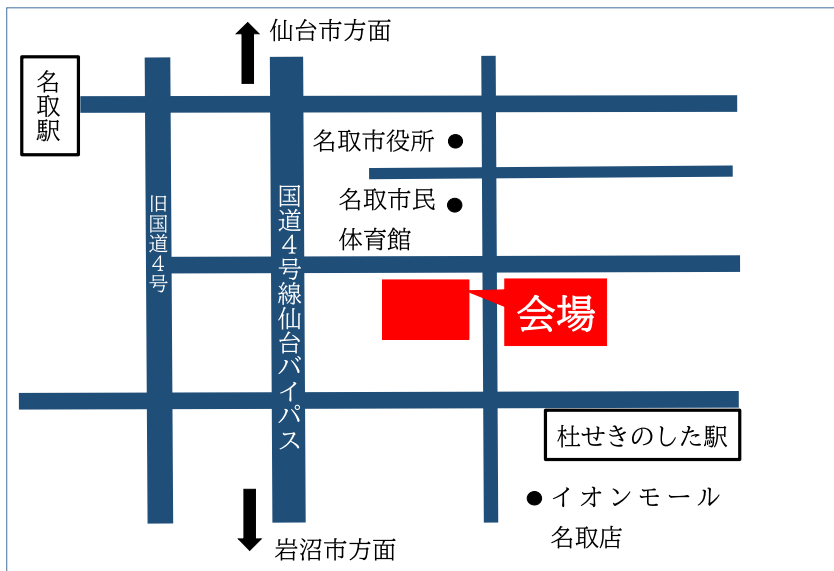 仙台市方面
名取駅
名取市役所
旧国道４号
国道４号線仙台バイパス
名取市民
体育館
会場
杜せきのした駅
イオンモール
名取店
岩沼市方面